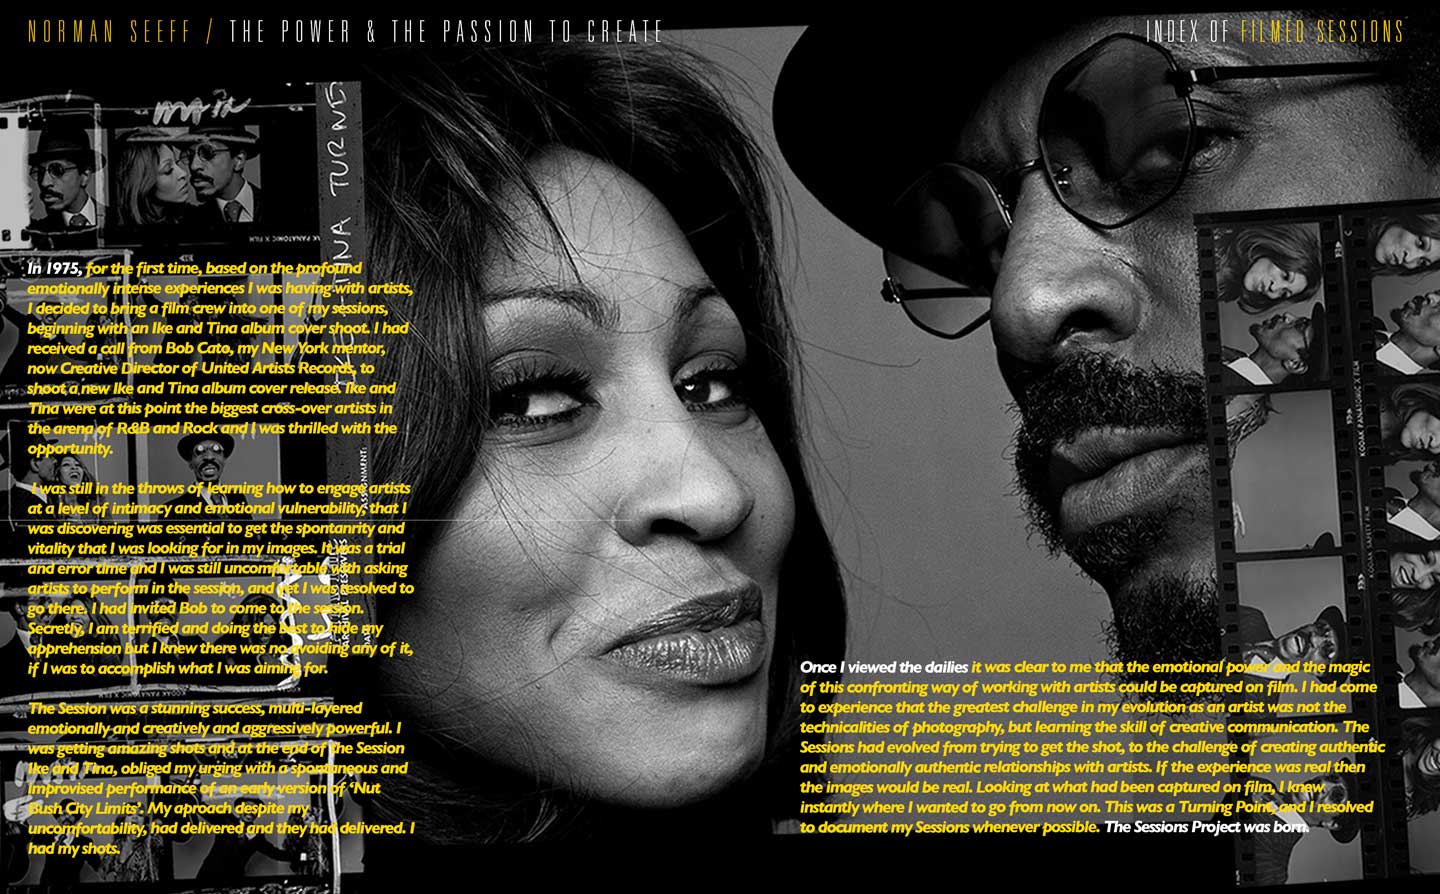 NORMAN SEEFF / THE POWER & THE PASSION TO CREATE
INDEX OF FILMED SESSIONS
main
TINA TURNE
AK PANATONIC X FILM
In 1975, for the first time, based on the profound
emotionally intense experiences I was having with artists,
I decided to bring a film crew into one of my sessions,
beginning with an Ike and Tina album cover shoot. I had
received a call from Bob Cato, my New York mentor,
now Creative Director of United Artists Records, to
shoot a new Ike and Tina album cover release. Ike and
Tina were at this point the biggest cross-over artists in
the arena of R&B and Rock and I was thrilled with the
opportunity.
I was still in the throws of learning how to engage artists
at a level of intimacy and emotional vulnerability, that I
was discovering was essential to get the spontanrity and
vitality that I was looking for in my images. It was a trial
and error time and I was still uncomfortable with asking
artists to perform in the session, and yet I was resolved to
go there. I had invited Bob to come to the session.
Secretly, I am terrified and doing the best to hide my
apprehension but I knew there was no avoiding any of it,
if I was to accomplish what I was aiming for.
The Session was a stunning success, multi-layered
emotionally and creatively and aggressively powerful. I
was getting amazing shots and at the end of the Session
Ike and Tina, obliged my urging with a spontaneous and
improvised performance of an early version of ‘Nut
Bush City Limits’. My aproach despite my
uncomfortability, had delivered and they had delivered. I
had my shots.
ASSIGNMENT:
KODAK PANATONIC X FILM
KODAK SAFETY FILM
Once I viewed the dailies it was clear to me that the emotional power and the magic
of this confronting way of working with artists could be captured on film. I had come
to experience that the greatest challenge in my evolution as an artist was not the
technicalities of photography, but learning the skill of creative communication. The
Sessions had evolved from trying to get the shot, to the challenge of creating authentic
and emotionally authentic relationships with artists. If the experience was real then
the images would be real. Looking at what had been captured on film, I knew
instantly where I wanted to go from now on. This was a Turning Point, and I resolved
to document my Sessions whenever possible. The Sessions Project was born.